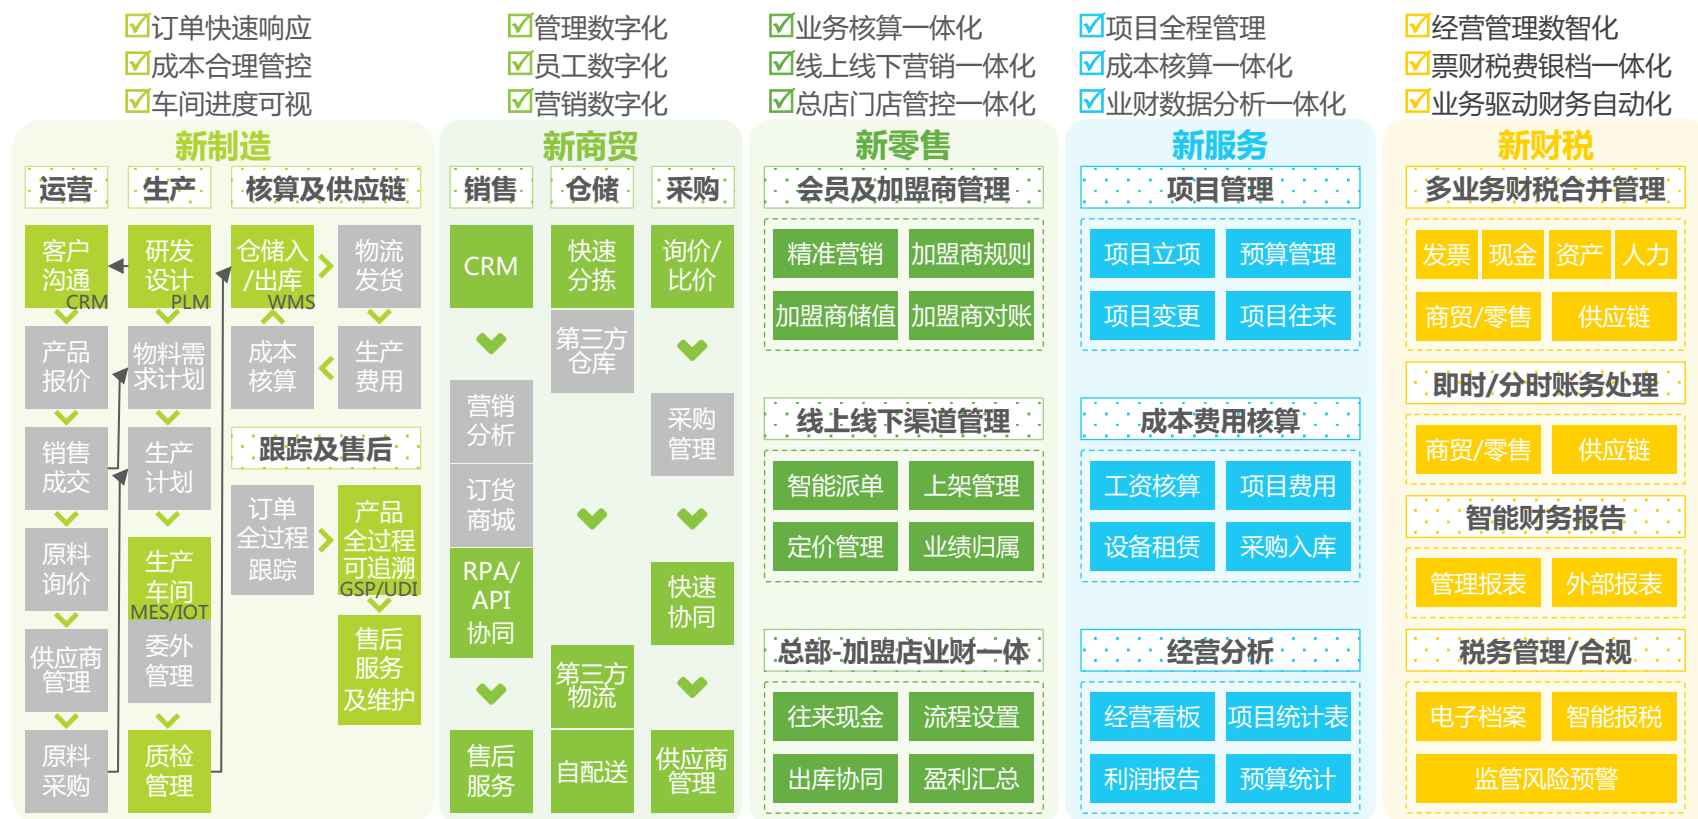 订单快速响应
成本合理管控
车间进度可视
管理数字化
员工数字化
营销数字化
业务核算一体化
线上线下营销一体化
总店门店管控一体化
项目全程管理
成本核算一体化
业财数据分析一体化
经营管理数智化
票财税费银档一体化
业务驱动财务自动化
新制造
运营
客户
沟通
CRM
产品
报价
销售
成交
原料
询价
供应商
管理
原料
采购
生产
研发
设计
PLM
物料需
求计划
生产
计划
生产
车间
MES/IOT
委外
管理
质检
管理
核算及供应链
仓储入
/出库
WMS
物流
发货
成本
核算
生产
费用
跟踪及售后
订单
全过程
跟踪
产品
全过程
可追溯
GSP/UDI
售后
服务
及维护
新商贸
销售
CRM
营销
分析
订货
商城
RPA/
API
协同
售后
服务
仓储
快速
分拣
第三方
仓库
第三方
物流
自配送
采购
询价/
比价
采购
管理
快速
协同
供应商
管理
新零售
会员及加盟商管理
精准营销
加盟商规则
加盟商储值
加盟商对账
线上线下渠道管理
智能派单
上架管理
定价管理
业绩归属
总部-加盟店业财一体
往来现金
流程设置
出库协同
盈利汇总
新服务
项目管理
项目立项
预算管理
项目变更
项目往来
成本费用核算
工资核算
项目费用
设备租赁
采购入库
经营分析
经营看板
项目统计表
利润报告
预算统计
新财税
多业务财税合并管理
发票
现金
资产
人力
商贸/零售
供应链
即时/分时账务处理
商贸/零售
供应链
智能财务报告
管理报表
外部报表
税务管理/合规
电子档案
智能报税
监管风险预警